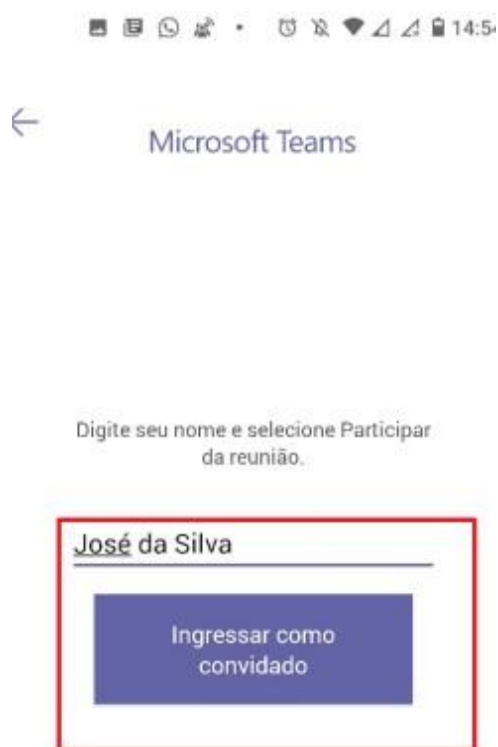 14:54
Microsoft Teams
Digite seu nome e selecione Participar
da reunião.
José da Silva
Ingressar como
convidado